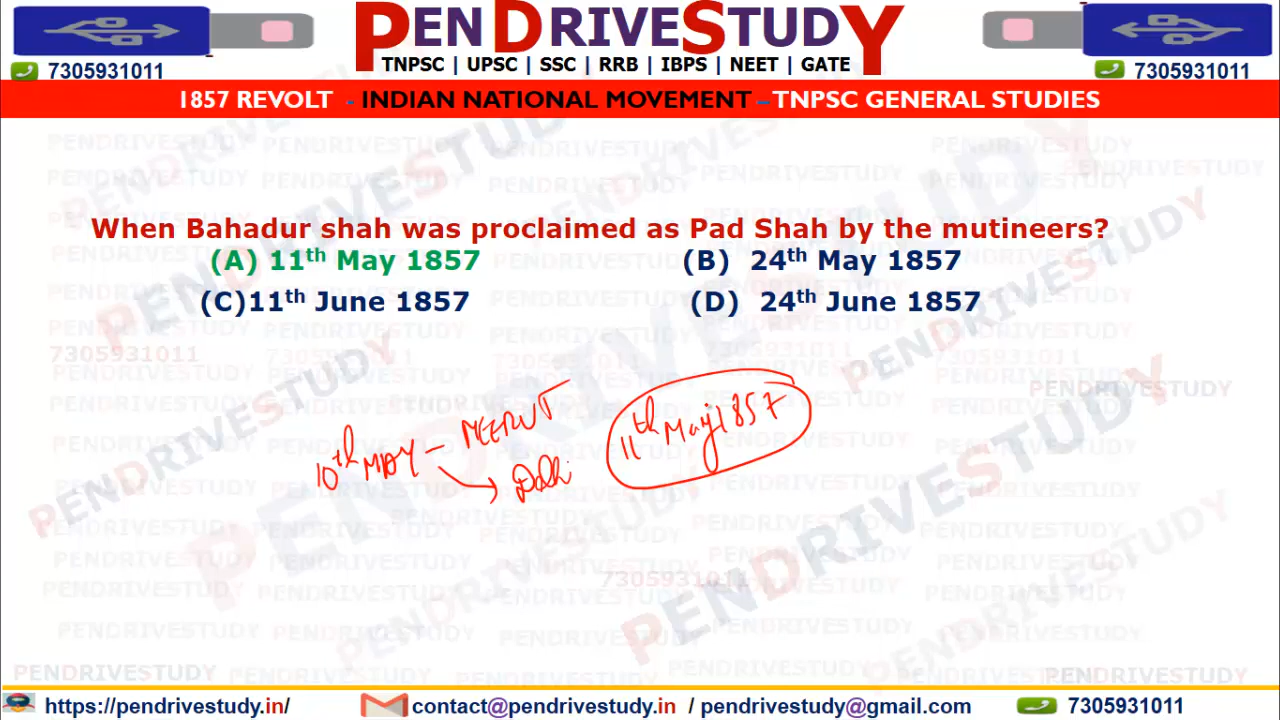 PENDRIVESTUDY
TNPSC | UPSC | SSC | RRB | IBPS | NEET | GATE
7305931011
7305931011
1857 REVOLT - INDIAN NATIONAL MOVEMENT – TNPSC GENERAL STUDIES
When Bahadur shah was proclaimed as Pad Shah by the mutineers?
(A) 11th May 1857 (B) 24th May 1857
(C)11th June 1857 (D) 24th June 1857
10th MAY - MEERUT
Delhi
11th May 1857
https://pendrivestudy.in/ contact@pendrivestudy.in / pendrivestudy@gmail.com 7305931011